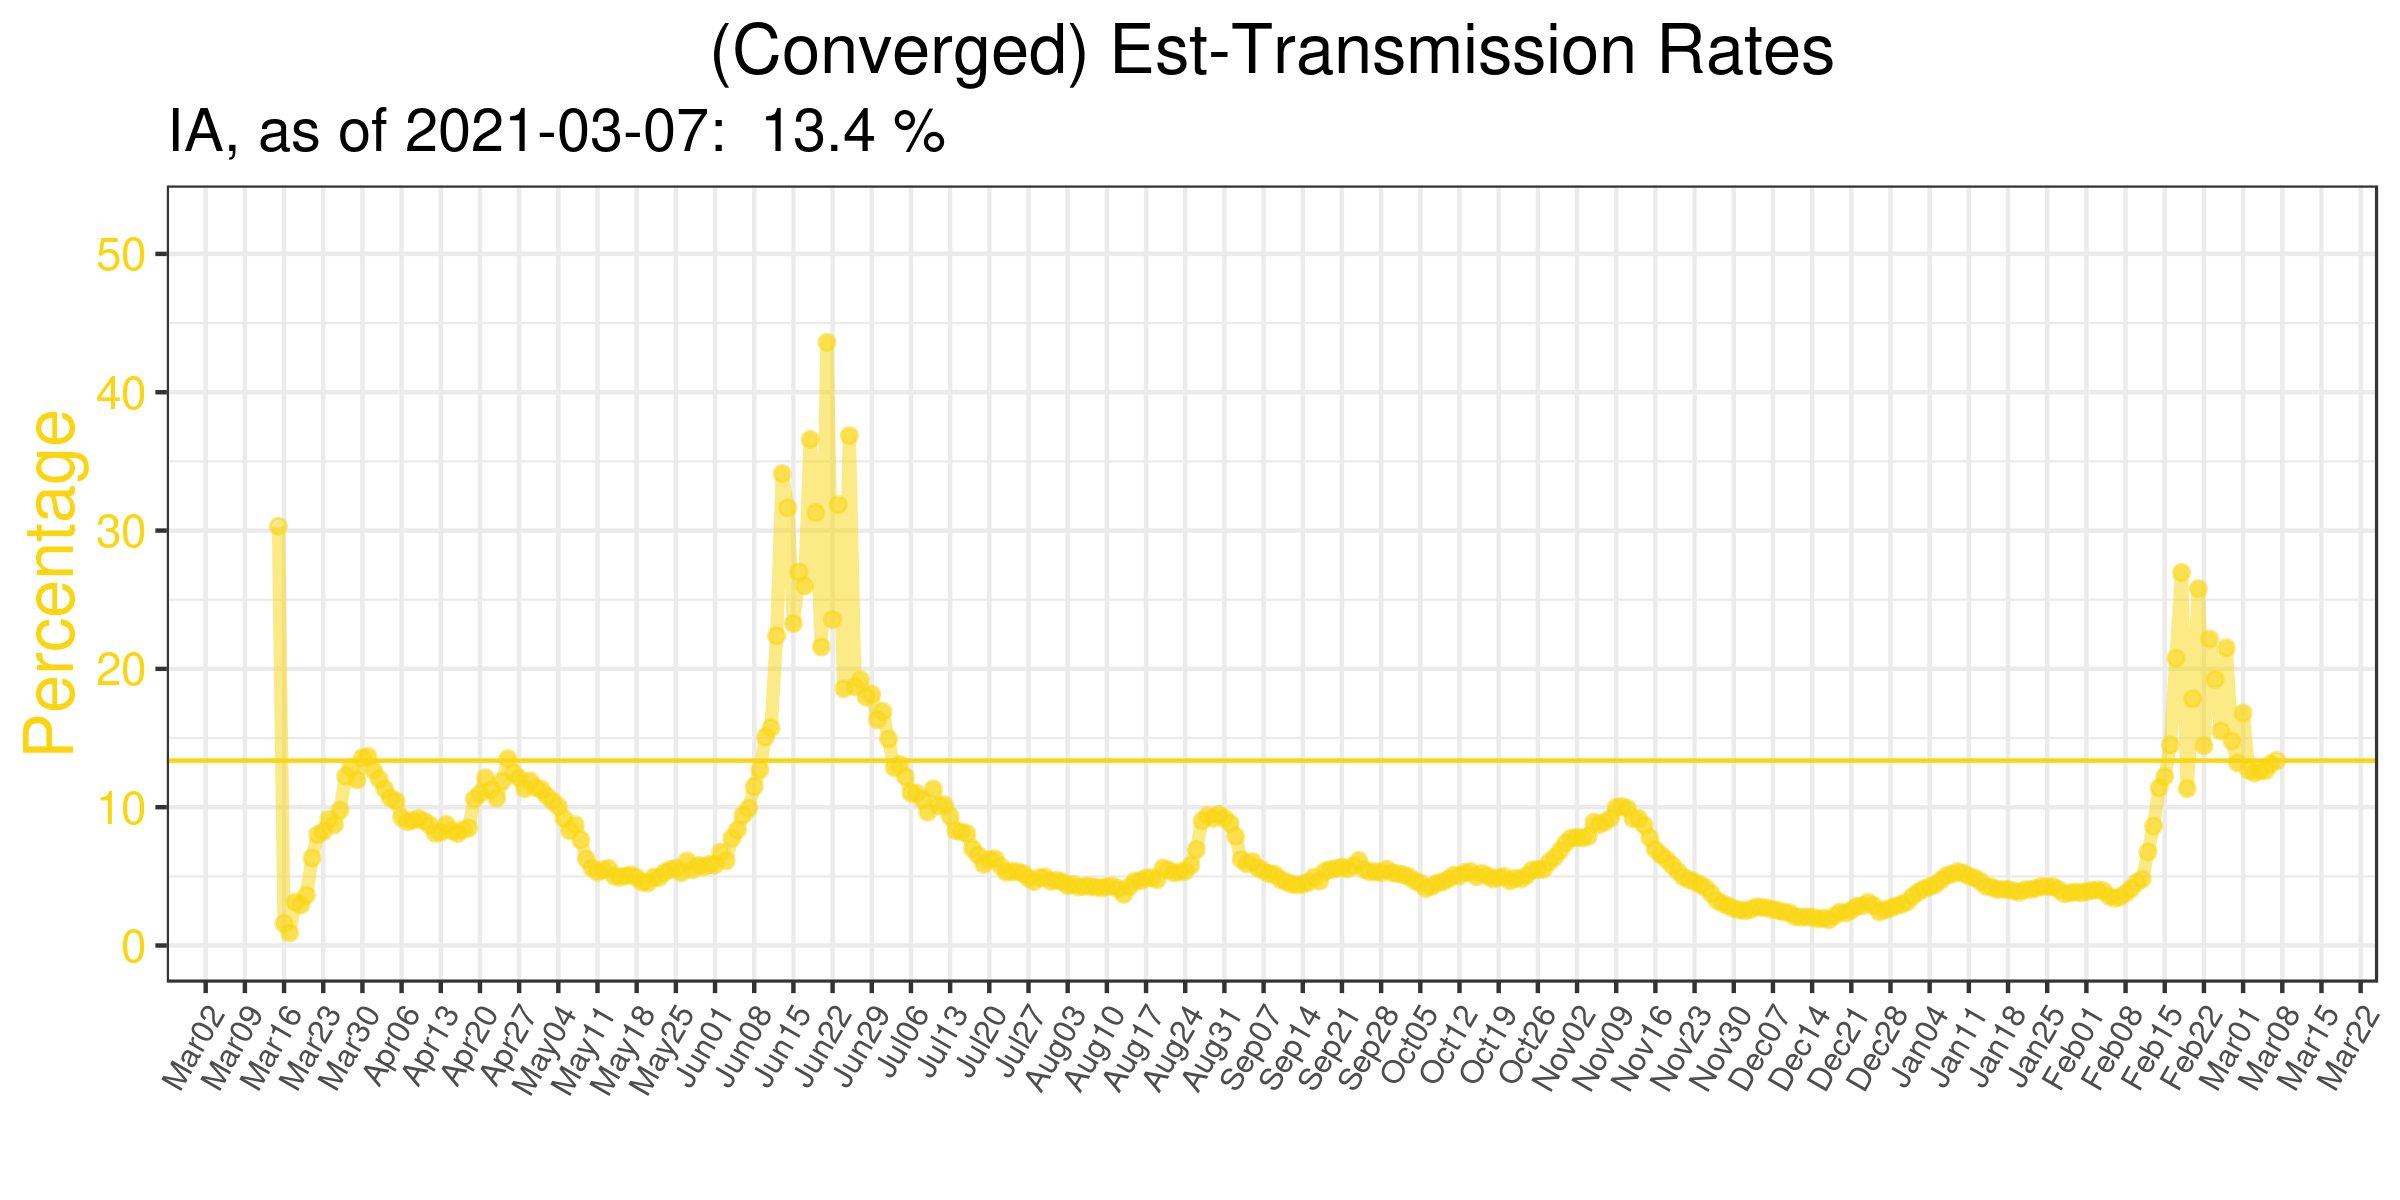 (Converged) Est-Transmission Rates
IA, as of 2021-03-07:  13.4 %
Percentage
50
40
30
20
10
0
Mar02
Mar09
Mar16
Mar23
Mar30
Apr06
Apr13
Apr20
Apr27
May04
May11
May18
May25
Jun01
Jun08
Jun15
Jun22
Jun29
Jul06
Jul13
Jul20
Jul27
Aug03
Aug10
Aug17
Aug24
Aug31
Sep07
Sep14
Sep21
Sep28
Oct05
Oct12
Oct19
Oct26
Nov02
Nov09
Nov16
Nov23
Nov30
Dec07
Dec14
Dec21
Dec28
Jan04
Jan11
Jan18
Jan25
Feb01
Feb08
Feb15
Feb22
Mar01
Mar08
Mar15
Mar22